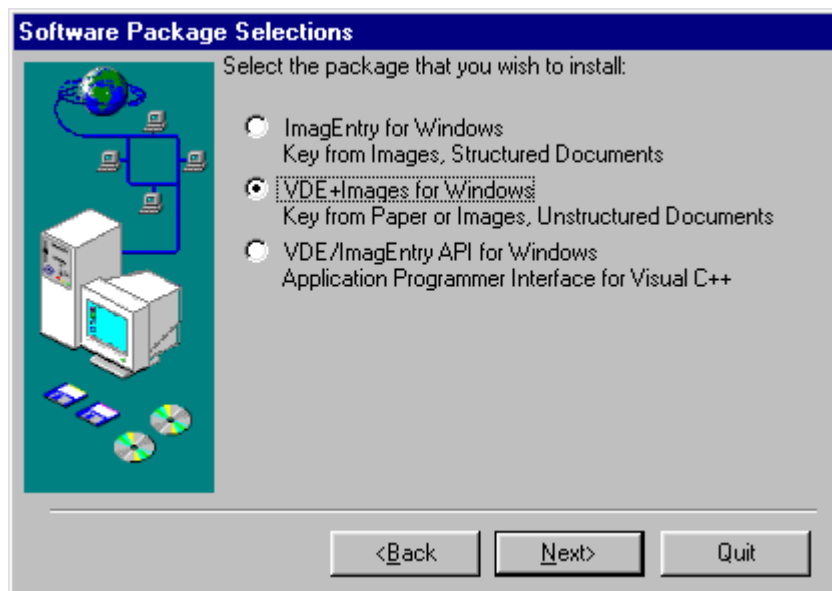 Software Package Selections
Select the package that you wish to install:
ImagEntry for Windows
Key from Images, Structured Documents
VDE+Images for Windows
Key from Paper or Images, Unstructured Documents
VDE/ImagEntry API for Windows
Application Programmer Interface for Visual C++
<Back Next> Quit